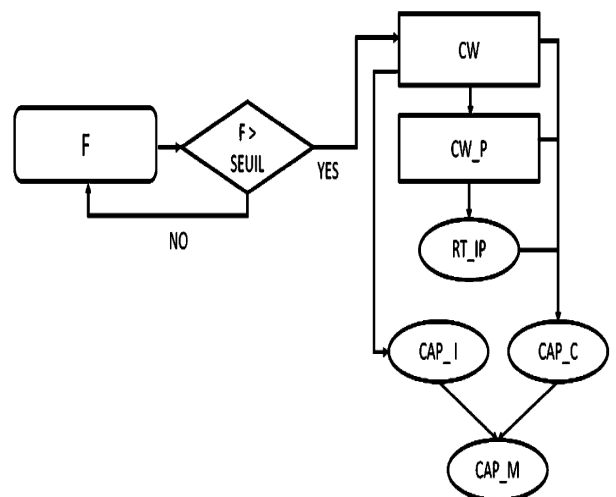 CW
F
F >
SEUIL
YES
CW_P
NO
RT_IP
CAP_I
CAP_C
CAP_M